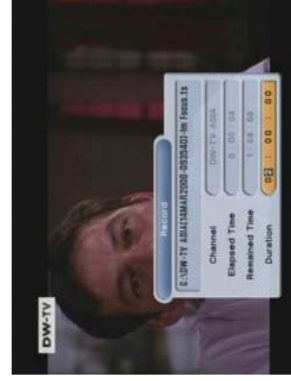 DW-TV
Record
C:\DW-TV ASIA(14MAR2008-093540)-In Focus.ts
Channel DW-TV ASIA
Elapsed Time 0 : 00 : 04
Remained Time 1 : 58 : 56
Duration 02 : 00 : 00